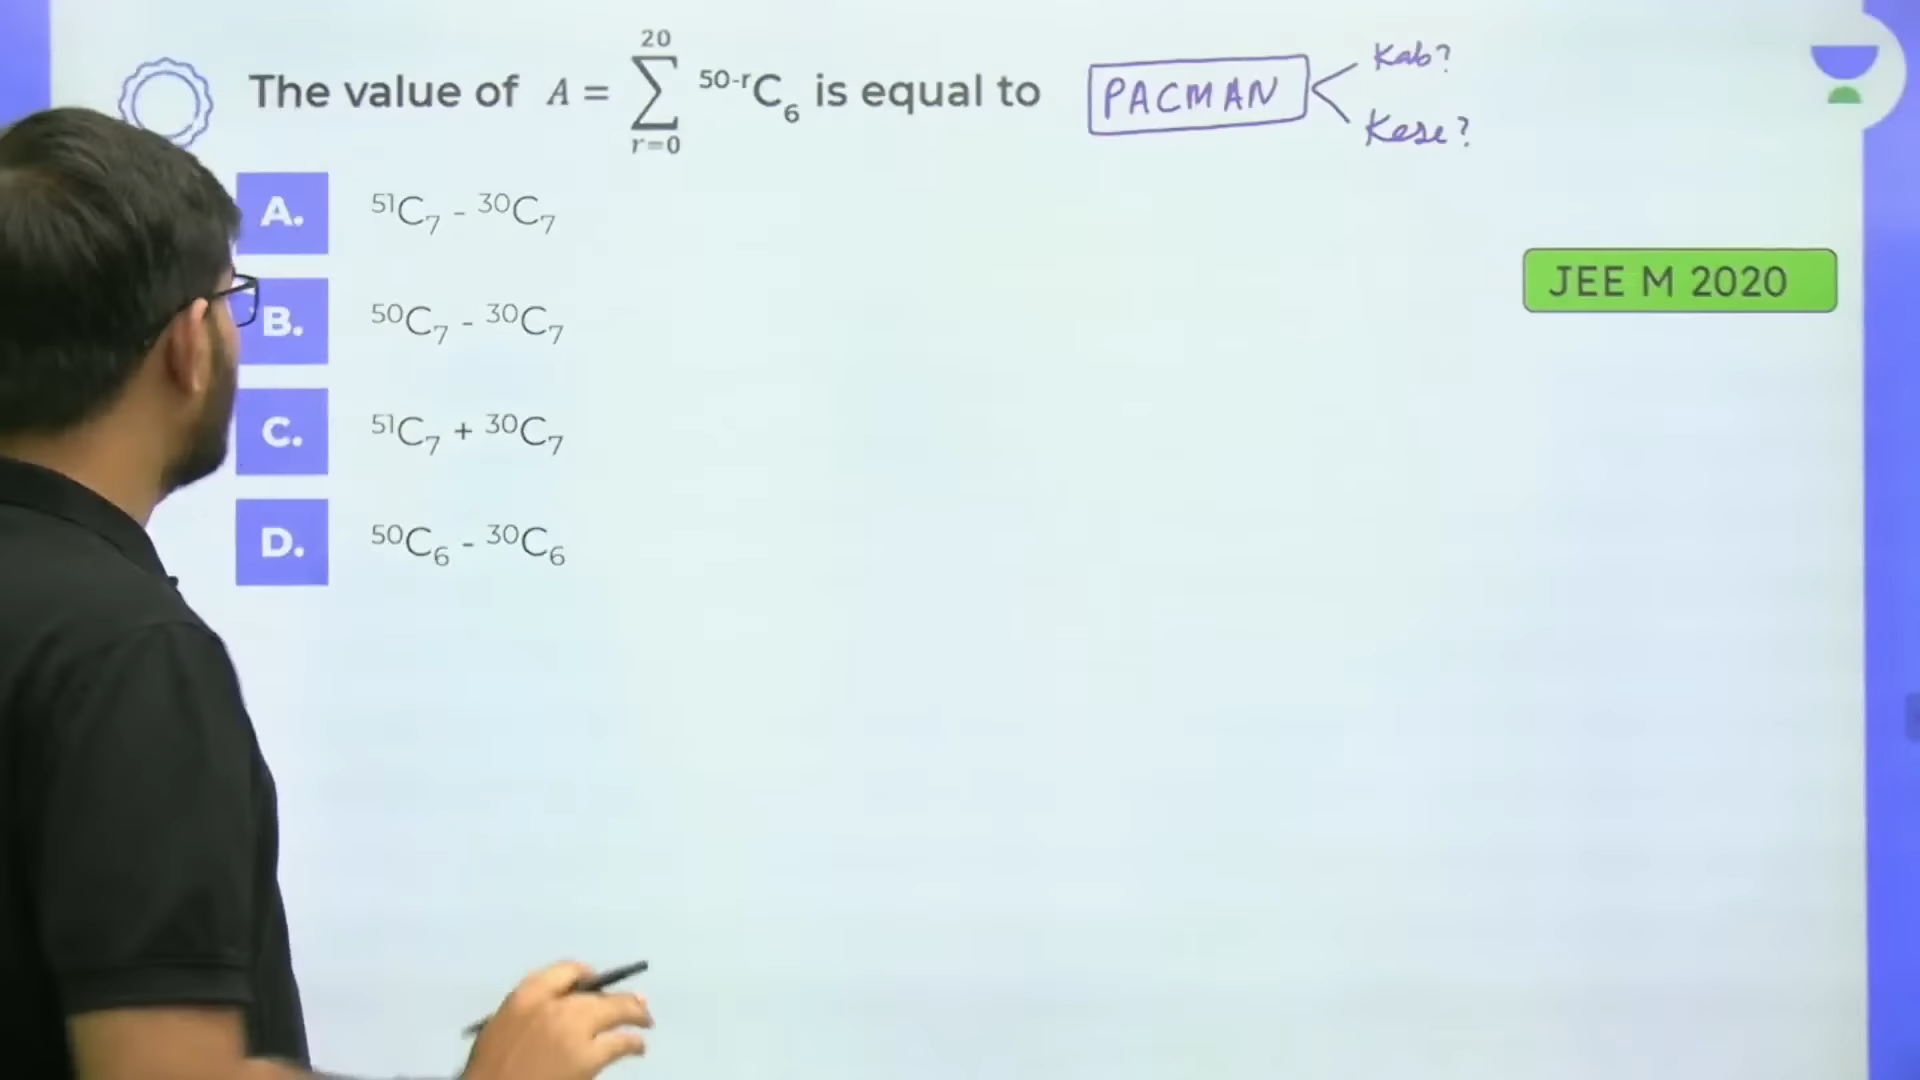 The value of A = \sum_{r=0}^{20} ^{50-r}C_6 is equal to
PACMAN
Kab?
Kese?
A. ^{51}C_7 - ^{30}C_7
JEE M 2020
B. ^{50}C_7 - ^{30}C_7
C. ^{51}C_7 + ^{30}C_7
D. ^{50}C_6 - ^{30}C_6